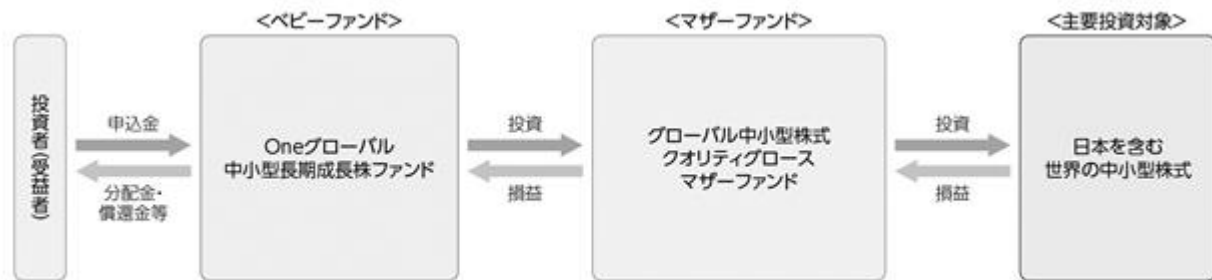 <ベビーファンド>
<マザーファンド>
<主要投資対象>
投資者(受益者)
申込金
分配金・
償還金等
Oneグローバル
中小型長期成長株ファンド
投資
損益
グローバル中小型株式
クオリティグロース
マザーファンド
投資
損益
日本を含む
世界の中小型株式